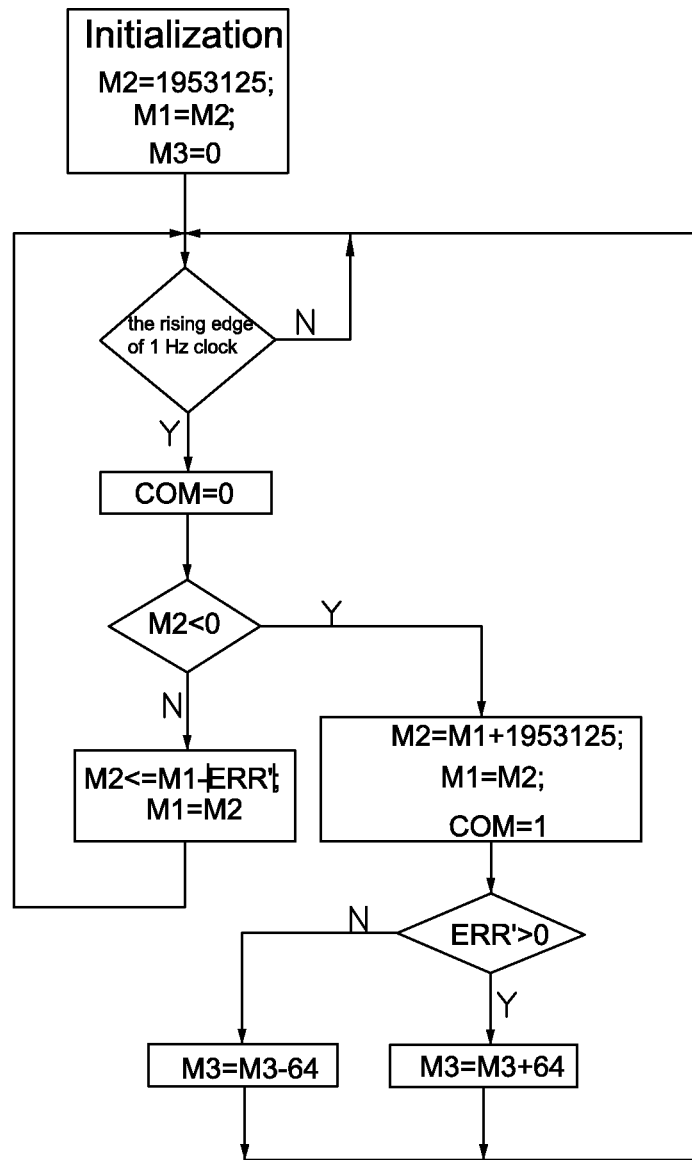 Initialization
M2=1953125;
M1=M2;
M3=0
the rising edge
of 1 Hz clock
N
Y
COM=0
M2<0
Y
N
M2<=M1-|ERR'|;
M1=M2
M2=M1+1953125;
M1=M2;
COM=1
ERR'>0
N
Y
M3=M3-64
M3=M3+64